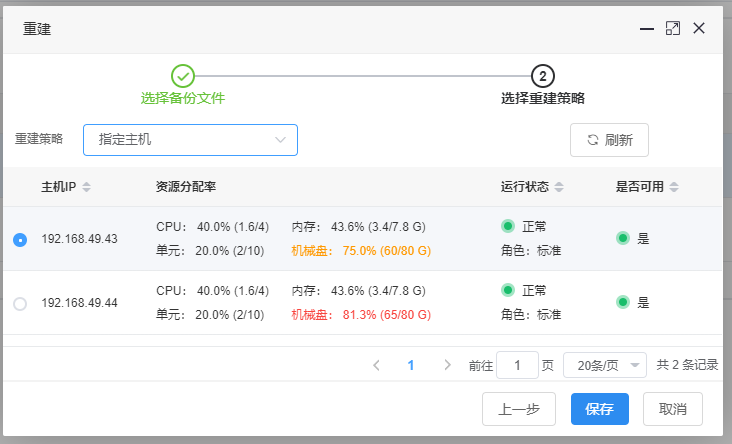 重建
2
选择备份文件
选择重建策略
重建策略 指定主机 刷新
主机IP 资源分配率 运行状态 是否可用
192.168.49.43 CPU： 40.0% (1.6/4) 内存： 43.6% (3.4/7.8 G) 正常 是
单元：20.0% (2/10) 机械盘： 75.0% (60/80 G) 角色：标准
192.168.49.44 CPU： 40.0% (1.6/4) 内存： 43.6% (3.4/7.8 G) 正常 是
单元：20.0% (2/10) 机械盘： 81.3% (65/80 G) 角色：标准
1 前往 1 页 20条/页 共 2 条记录
上一步 保存 取消